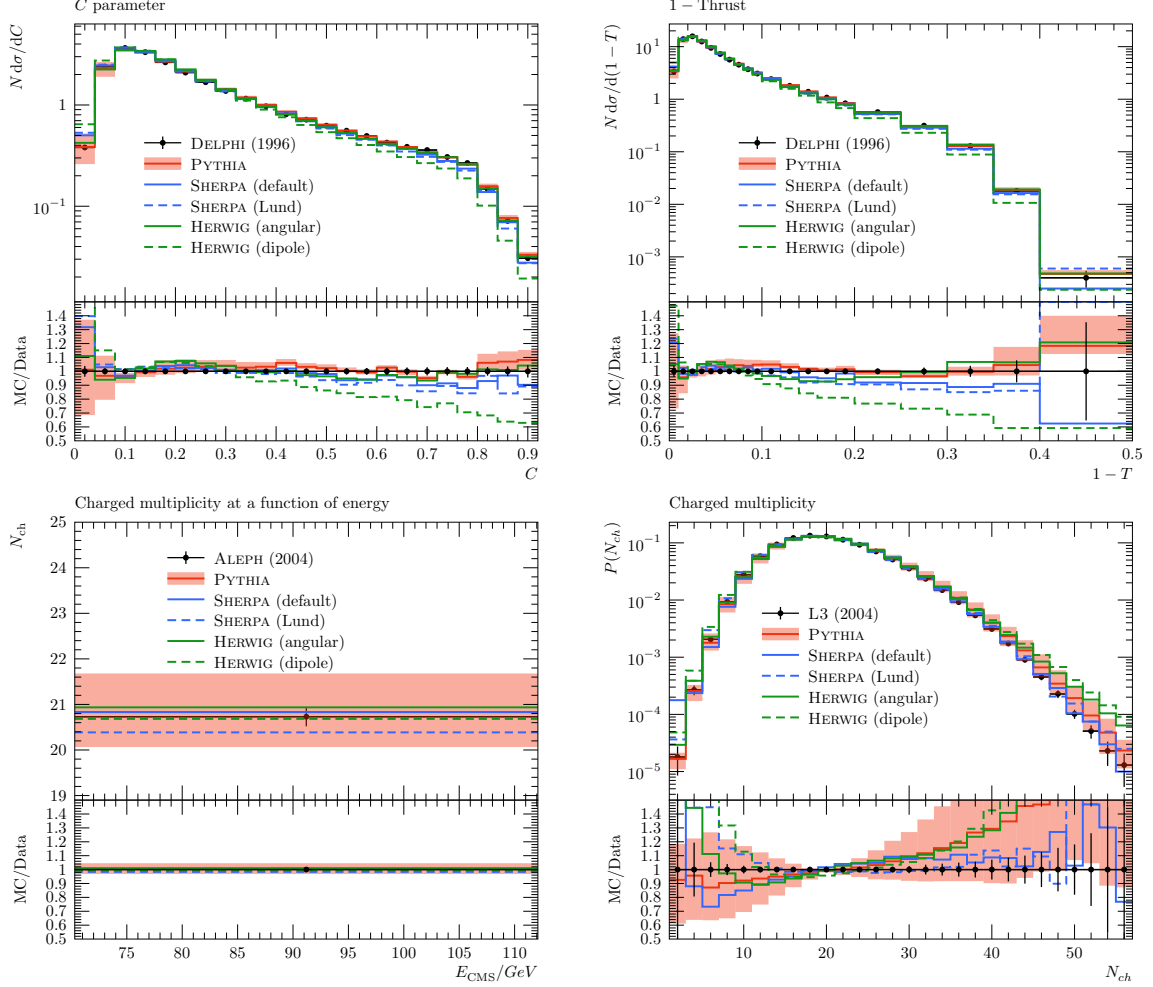 C parameter
N dσ/dC
1
10⁻¹
DELPHI (1996)
PYTHIA
SHERPA (default)
SHERPA (Lund)
HERWIG (angular)
HERWIG (dipole)
MC/Data
1.4
1.3
1.2
1.1
1.0
0.9
0.8
0.7
0.6
0.5
0 0.1 0.2 0.3 0.4 0.5 0.6 0.7 0.8 0.9
C
1 − Thrust
N dσ/d(1 − T)
10¹
1
10⁻¹
10⁻²
10⁻³
DELPHI (1996)
PYTHIA
SHERPA (default)
SHERPA (Lund)
HERWIG (angular)
HERWIG (dipole)
MC/Data
1.4
1.3
1.2
1.1
1.0
0.9
0.8
0.7
0.6
0.5
0 0.1 0.2 0.3 0.4 0.5
1 − T
Charged multiplicity at a function of energy
N_ch
25
24
23
22
21
20
19
ALEPH (2004)
PYTHIA
SHERPA (default)
SHERPA (Lund)
HERWIG (angular)
HERWIG (dipole)
MC/Data
1.4
1.3
1.2
1.1
1.0
0.9
0.8
0.7
0.6
0.5
75 80 85 90 95 100 105 110
E_CMS/GeV
Charged multiplicity
P(N_ch)
10⁻¹
10⁻²
10⁻³
10⁻⁴
10⁻⁵
L3 (2004)
PYTHIA
SHERPA (default)
SHERPA (Lund)
HERWIG (angular)
HERWIG (dipole)
MC/Data
1.4
1.3
1.2
1.1
1
0.9
0.8
0.7
0.6
0.5
10 20 30 40 50
N_ch